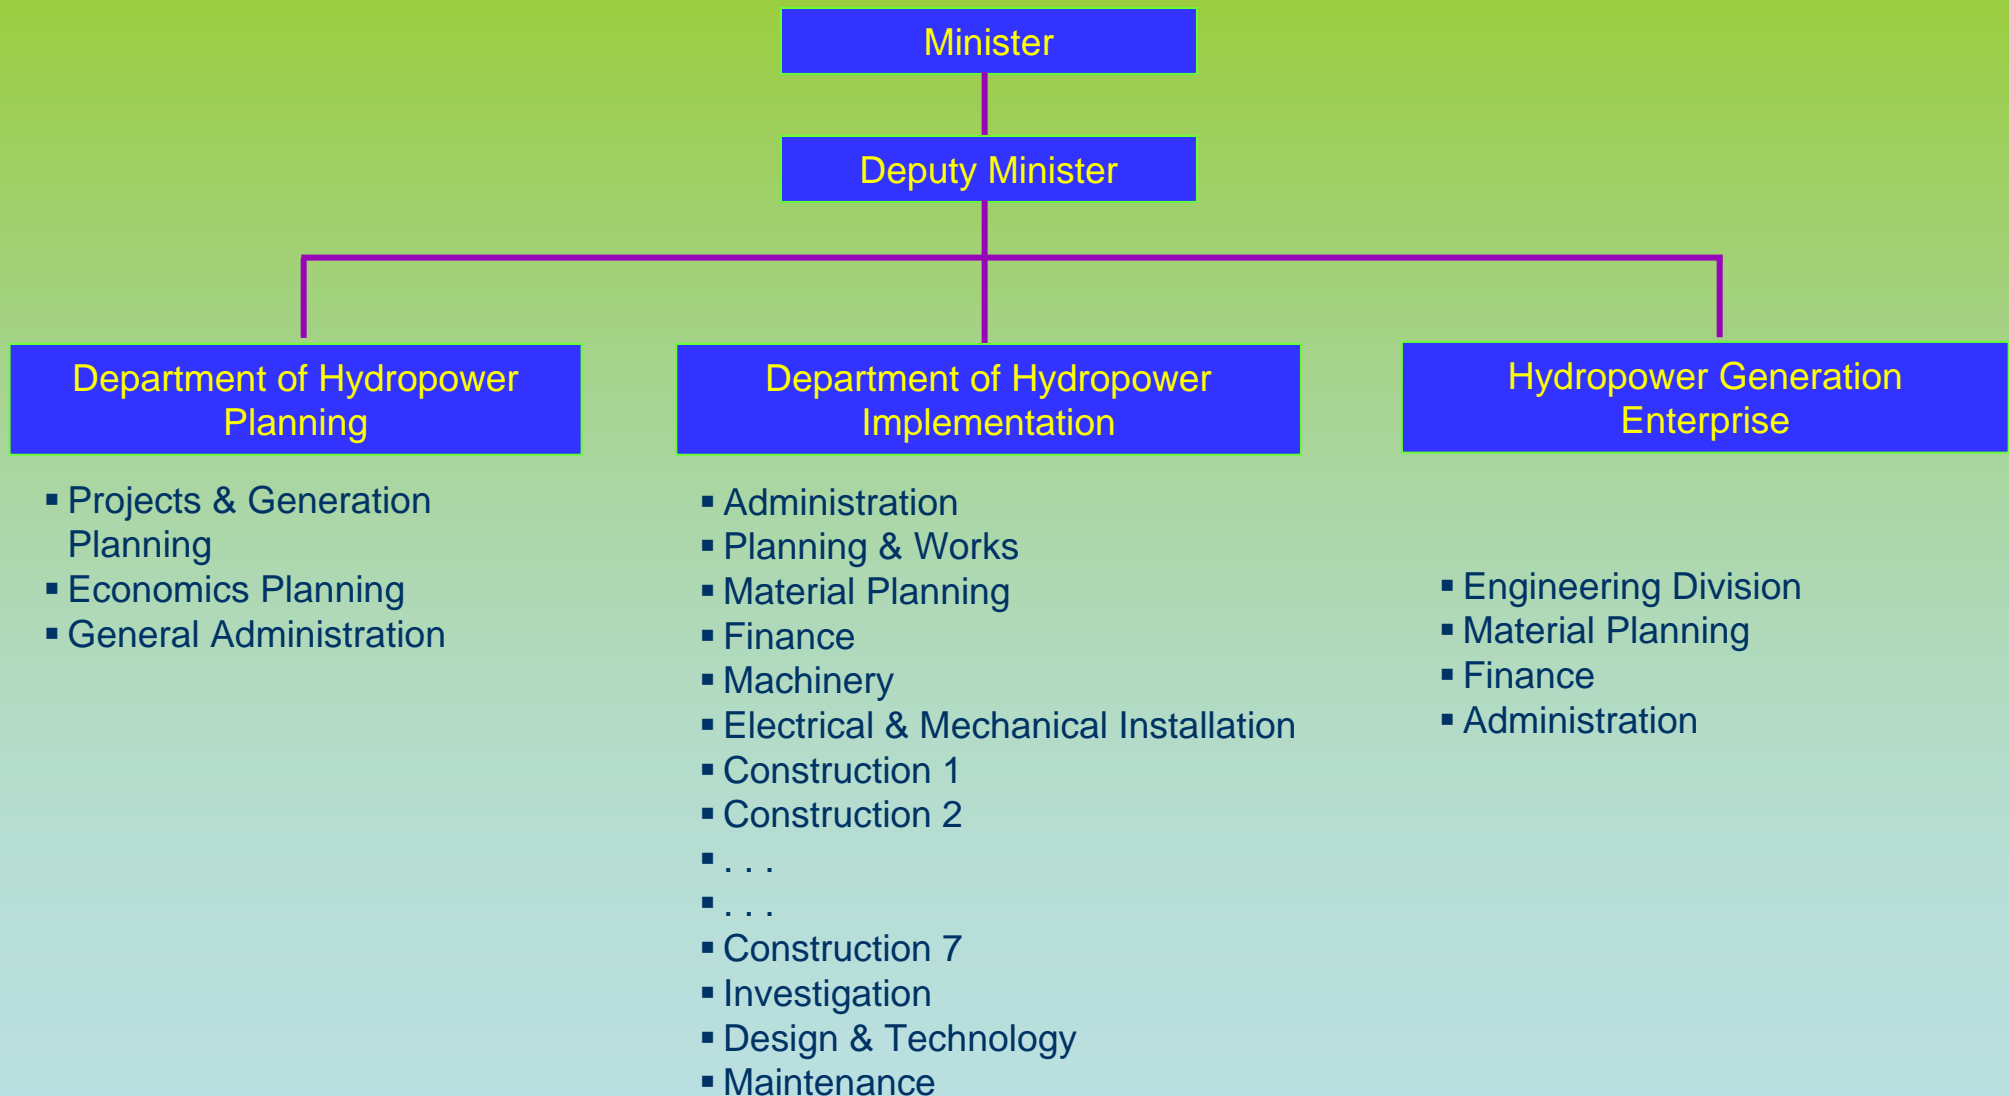 Minister
Deputy Minister
Department of Hydropower
Planning
▪ Projects & Generation
Planning
▪ Economics Planning
▪ General Administration
Department of Hydropower
Implementation
▪ Administration
▪ Planning & Works
▪ Material Planning
▪ Finance
▪ Machinery
▪ Electrical & Mechanical Installation
▪ Construction 1
▪ Construction 2
▪ . . .
▪ . . .
▪ Construction 7
▪ Investigation
▪ Design & Technology
▪ Maintenance
Hydropower Generation
Enterprise
▪ Engineering Division
▪ Material Planning
▪ Finance
▪ Administration